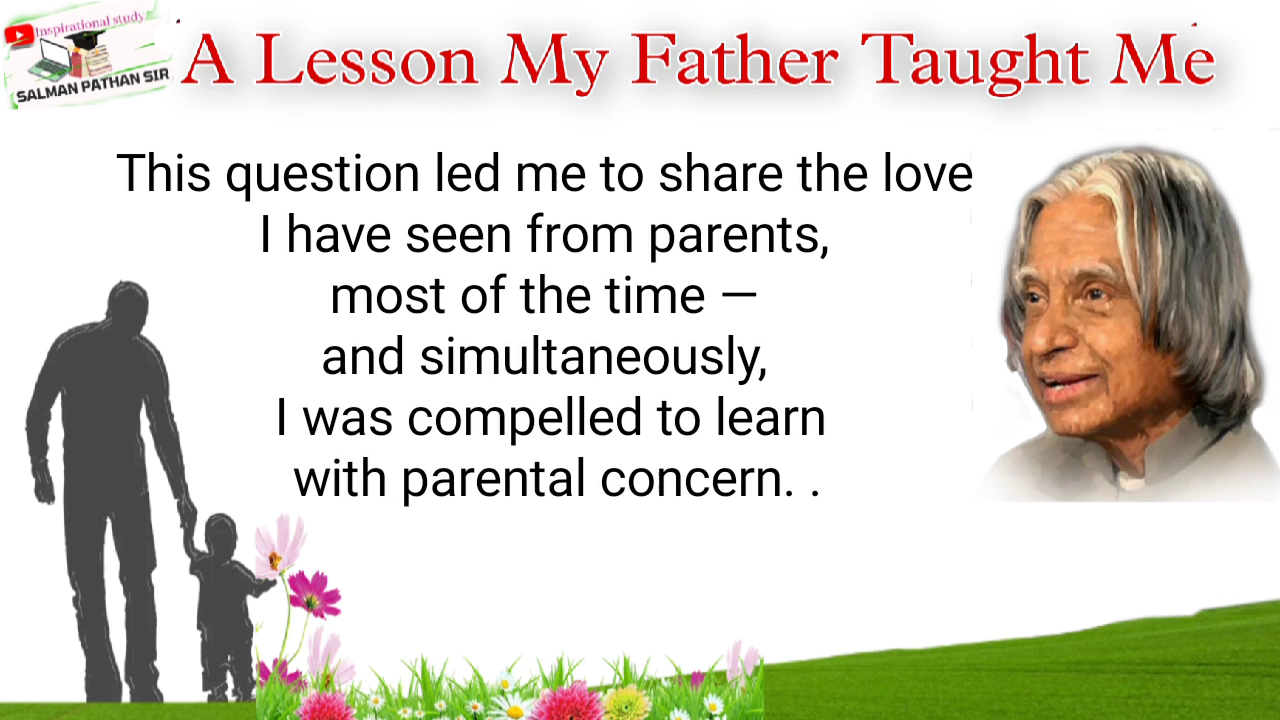 Inspirational study
SALMAN PATHAN SIR
A Lesson My Father Taught Me
This question led me to share the love
I have seen from parents,
most of the time —
and simultaneously,
I was compelled to learn
with parental concern. .